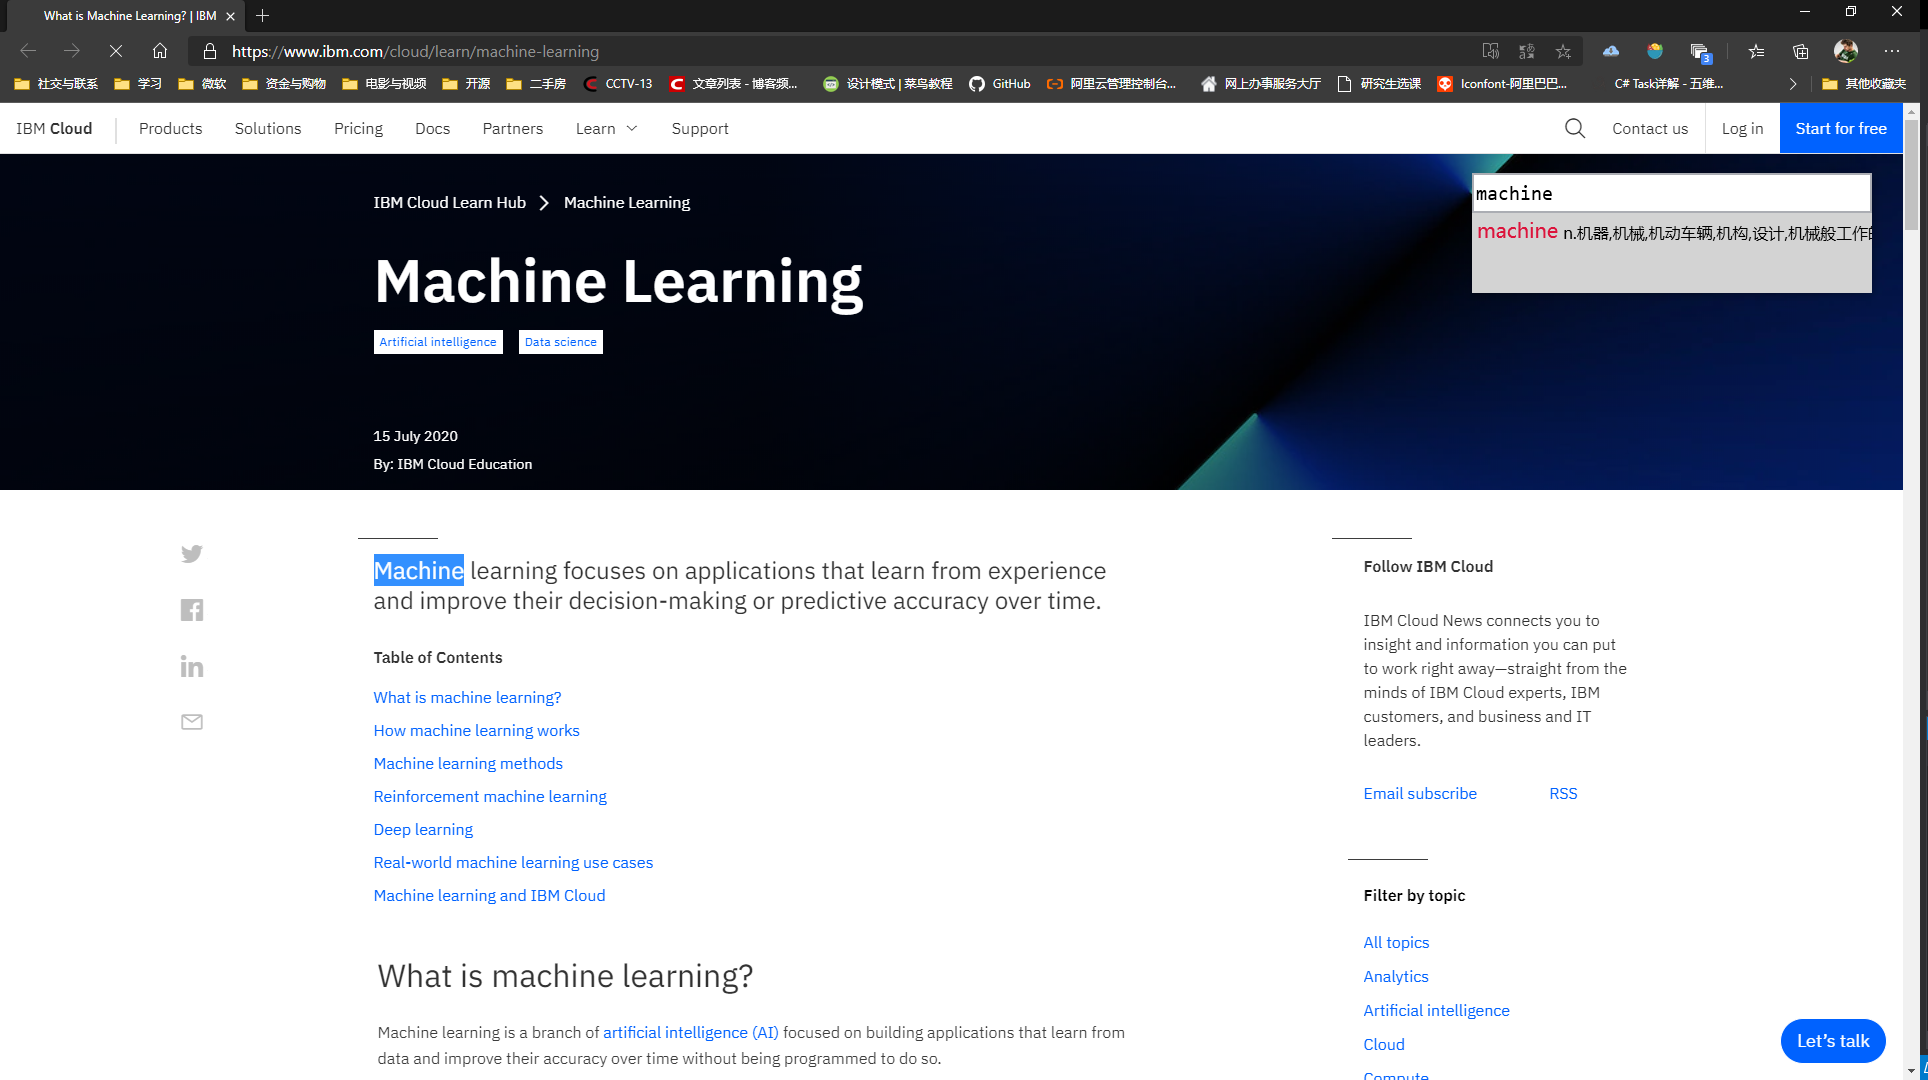 What is Machine Learning? | IBM
https://www.ibm.com/cloud/learn/machine-learning
3
社交与联系 学习 微软 资金与购物 电影与视频 开源 二手房 CCTV-13 文章列表 - 博客频... 设计模式 | 菜鸟教程 GitHub 阿里云管理控制台... 网上办事服务大厅 研究生选课 Iconfont-阿里巴巴... C# Task详解 - 五维... 其他收藏夹
IBM Cloud Products Solutions Pricing Docs Partners Learn Support Contact us Log in Start for free
IBM Cloud Learn Hub Machine Learning
machine
machine n.机器,机械,机动车辆,机构,设计,机械般工作的
Machine Learning
Artificial intelligence Data science
15 July 2020
By: IBM Cloud Education
Machine learning focuses on applications that learn from experience
and improve their decision-making or predictive accuracy over time.
Table of Contents
What is machine learning?
How machine learning works
Machine learning methods
Reinforcement machine learning
Deep learning
Real-world machine learning use cases
Machine learning and IBM Cloud
What is machine learning?
Machine learning is a branch of artificial intelligence (AI) focused on building applications that learn from
data and improve their accuracy over time without being programmed to do so.
Follow IBM Cloud
IBM Cloud News connects you to
insight and information you can put
to work right away—straight from the
minds of IBM Cloud experts, IBM
customers, and business and IT
leaders.
Email subscribe RSS
Filter by topic
All topics
Analytics
Artificial intelligence
Cloud
Compute
Let's talk